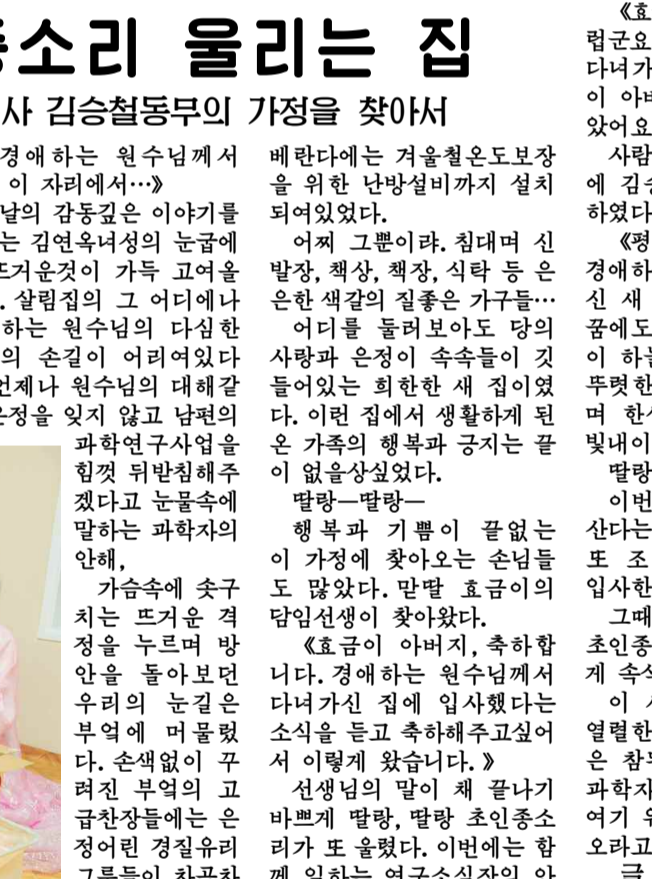 소리 울리는 집
사 김승철동무의 가정을 찾아서
경애하는 원수님께서
이 자리에서…》
날의 감동깊은 이야기를
는 김연옥녀성의 눈굽에
뜨거운것이 가득 고여올
. 살림집의 그 어디에나
하는 원수님의 다심한
의 손길이 어리여있다
언제나 원수님의 대해같
은정을 잊지 않고 남편의
과학연구사업을
힘껏 뒤받침해주
겠다고 눈물속에
말하는 과학자의
안해,
가슴속에 솟구
치는 뜨거운 격
정을 누르며 방
안을 돌아보던
우리의 눈길은
부엌에 머물렀
다. 손색없이 꾸
려진 부엌의 고
급찬장들에는 은
정어린 경질유리
그릇들이 차곡차
베란다에는 겨울철온도보장
을 위한 난방설비까지 설치
되여있었다.
어찌 그뿐이랴. 침대며 신
발장, 책상, 책장, 식탁 등 은
은한 색갈의 질좋은 가구들…
어디를 둘러보아도 당의
사랑과 은정이 속속들이 깃
들어있는 희한한 새 집이였
다. 이런 집에서 생활하게 된
온 가족의 행복과 긍지는 끝
이 없을상싶었다.
딸랑—딸랑—
행복과 기쁨이 끝없는
이 가정에 찾아오는 손님들
도 많았다. 맏딸 효금이의
담임선생이 찾아왔다.
《효금이 아버지, 축하합
니다. 경애하는 원수님께서
다녀가신 집에 입사했다는
소식을 듣고 축하해주고싶어
서 이렇게 왔습니다. 》
선생님의 말이 채 끝나기
바쁘게 딸랑, 딸랑 초인종소
리가 또 울렸다. 이번에는 함
께 일하는 연구소실장의 안
《효
럽군요
다녀가
이 아버
았어요
사람
에 김승
하였다
《평
경애하
신 새
꿈에도
이 하늘
뚜렷한
며 한
빛내이
딸랑
이번
산다는
또 조
입사한
그때
초인종
게 속삭
이 사
열렬한
은 참
과학자
여기 위
오라고
글